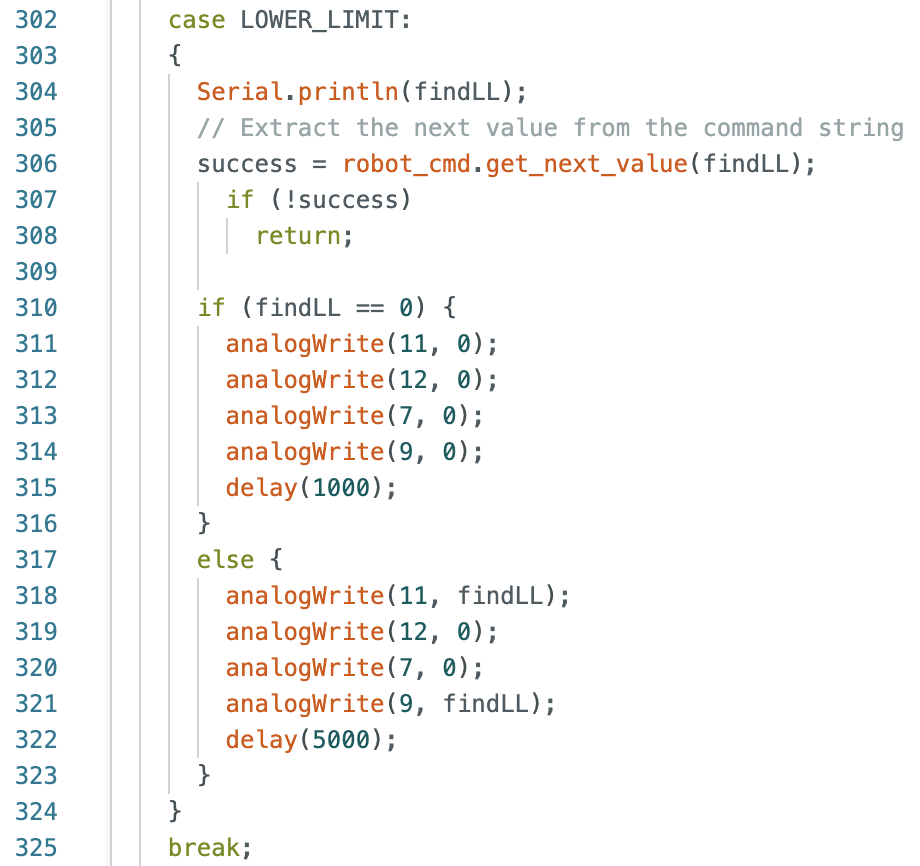 302 case LOWER_LIMIT:
303 {
304 Serial.println(findLL);
305 // Extract the next value from the command string
306 success = robot_cmd.get_next_value(findLL);
307 if (!success)
308 return;
309
310 if (findLL == 0) {
311 analogWrite(11, 0);
312 analogWrite(12, 0);
313 analogWrite(7, 0);
314 analogWrite(9, 0);
315 delay(1000);
316 }
317 else {
318 analogWrite(11, findLL);
319 analogWrite(12, 0);
320 analogWrite(7, 0);
321 analogWrite(9, findLL);
322 delay(5000);
323 }
324 }
325 break;